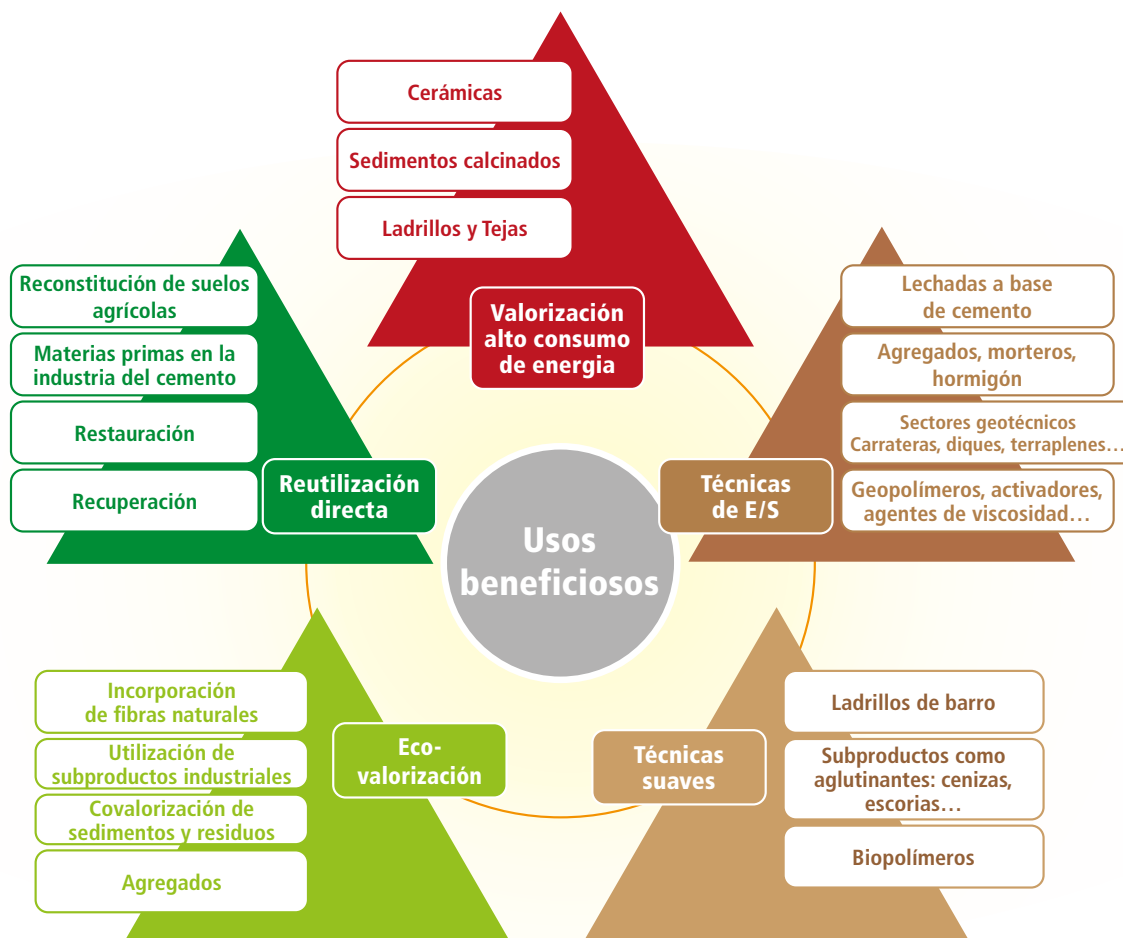 Cerámicas
Sedimentos calcinados
Ladrillos y Tejas
Valorización
alto consumo
de energia
Reconstitución de suelos
agrícolas
Materias primas en la
industria del cemento
Restauración
Recuperación
Reutilización
directa
Lechadas a base
de cemento
Agregados, morteros,
hormigón
Sectores geotécnicos
Carrateras, diques, terraplenes…
Geopolímeros, activadores,
agentes de viscosidad…
Técnicas
de E/S
Usos
beneficiosos
Incorporación
de fibras naturales
Utilización de
subproductos industriales
Covalorización de
sedimentos y residuos
Agregados
Eco-
valorización
Técnicas
suaves
Ladrillos de barro
Subproductos como
aglutinantes: cenizas,
escorias…
Biopolímeros